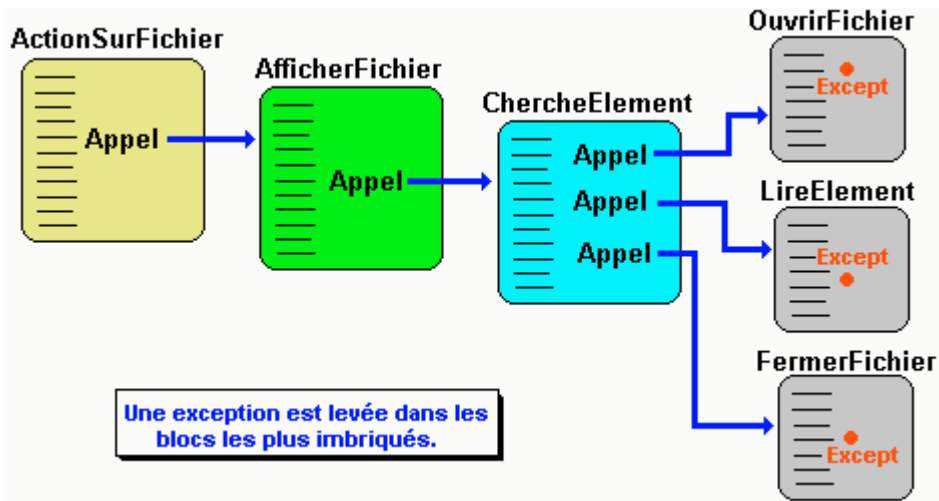 ActionSurFichier
Appel
AfficherFichier
Appel
ChercheElement
Appel
Appel
Appel
OuvrirFichier
Except
LireElement
Except
FermerFichier
Except
Une exception est levée dans les
blocs les plus imbriqués.